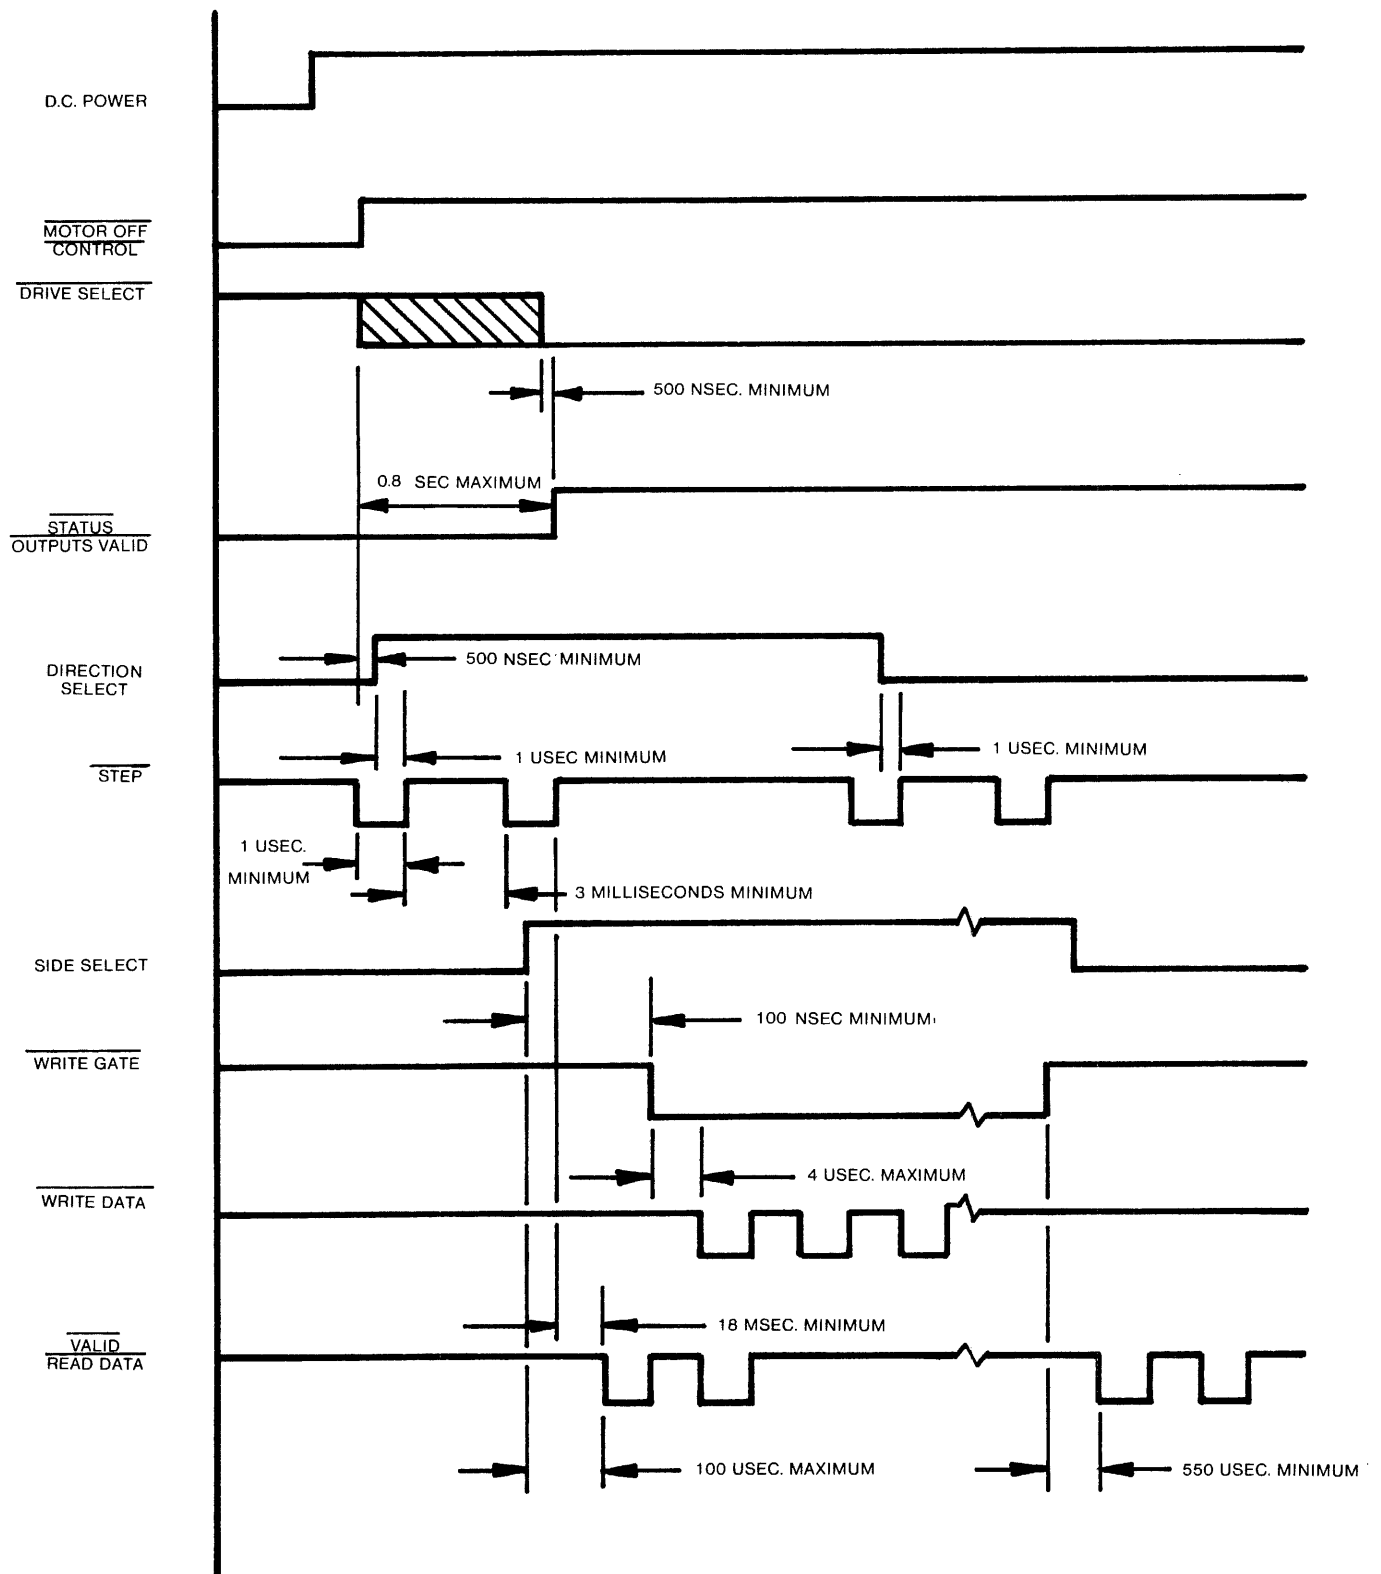 D.C. POWER
MOTOR OFF
CONTROL
DRIVE SELECT
500 NSEC. MINIMUM
0.8 SEC MAXIMUM
STATUS
OUTPUTS VALID
500 NSEC MINIMUM
DIRECTION
SELECT
1 USEC MINIMUM
1 USEC. MINIMUM
STEP
1 USEC.
MINIMUM
3 MILLISECONDS MINIMUM
SIDE SELECT
100 NSEC MINIMUM
WRITE GATE
4 USEC. MAXIMUM
WRITE DATA
18 MSEC. MINIMUM
VALID
READ DATA
100 USEC. MAXIMUM
550 USEC. MINIMUM